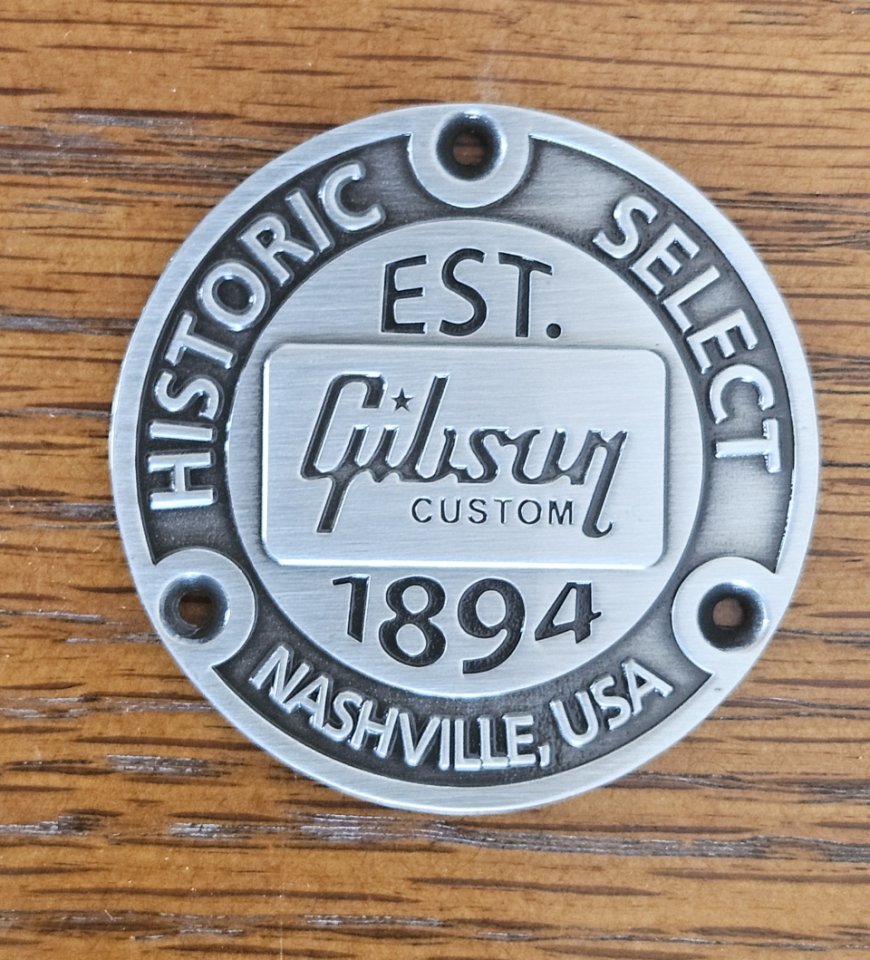 HISTORIC SELECT
EST.
Gibson
CUSTOM
1894
NASHVILLE, USA